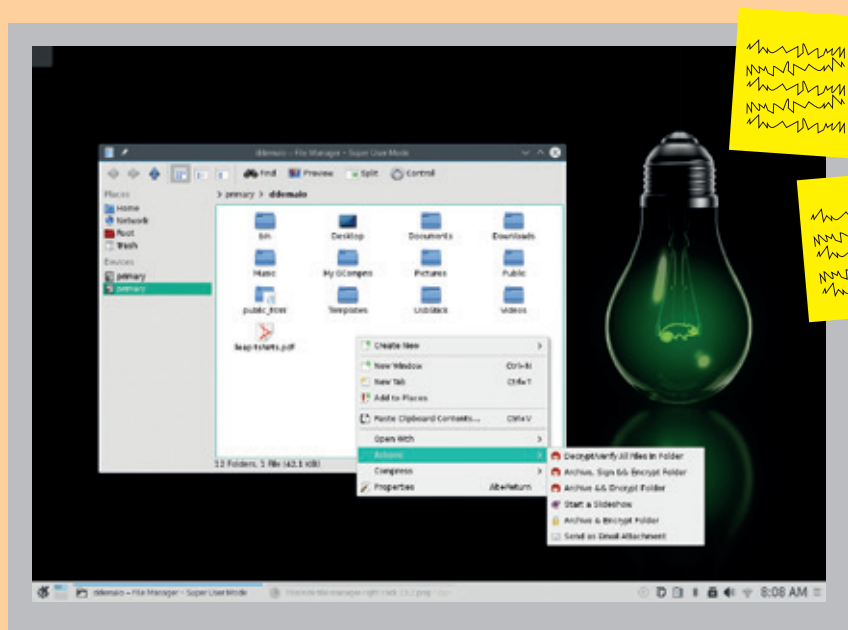 ddemaio – File Manager – Super User Mode
Find Preview Split Control
Places
Home
Network
Root
Trash
Devices
primary
primary
> primary > ddemaio
bin Desktop Documents Downloads
Music My GCompris Pictures Public
public_html Templates Videos
Create New
New Window Ctrl+N
New Tab Ctrl+T
Add to Places
Paste Clipboard Contents... Ctrl+V
Open With
Actions
Compress
Properties Alt+Return
Decrypt/Verify All Files in Folder
Archive, Sign && Encrypt Folder
Archive && Encrypt Folder
Start a Slideshow
Archive & Encrypt Folder
Send as Email Attachment
12 Folders, 1 File (42.1 KiB)
ddemaio – File Manager – Super User Mode
8:08 AM